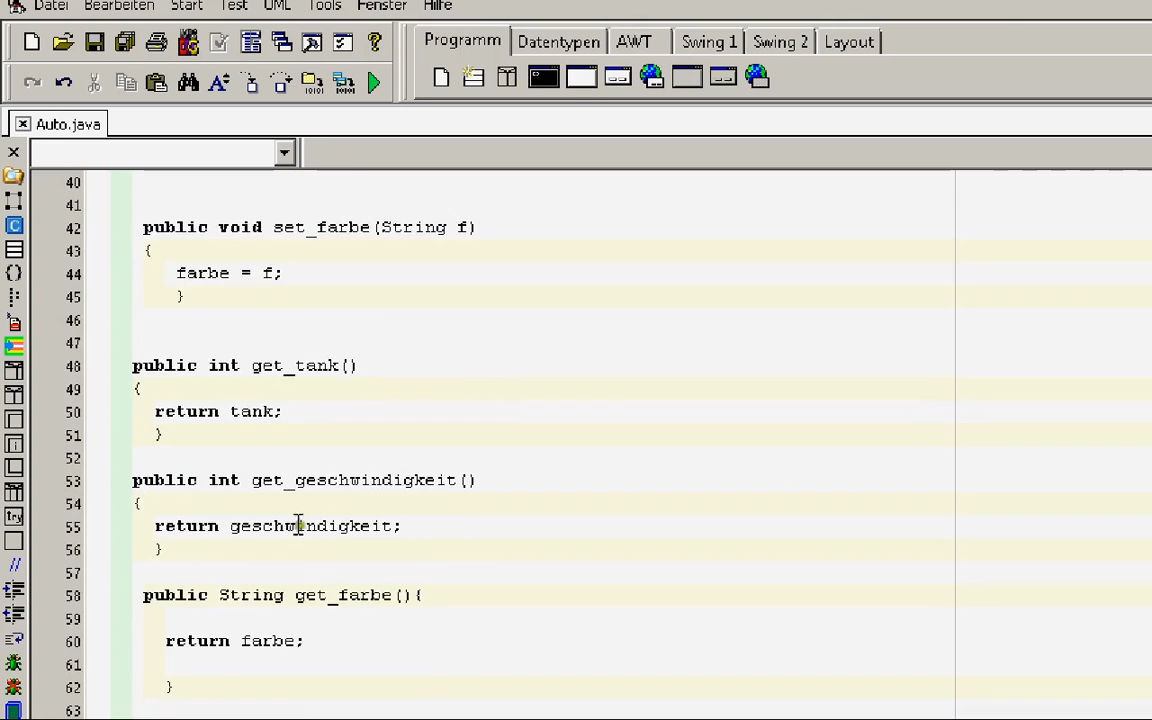 Datei Bearbeiten Start Test UML Tools Fenster Hilfe
Programm Datentypen AWT Swing 1 Swing 2 Layout
Auto.java
40
41
42 public void set_farbe(String f)
43 {
44 farbe = f;
45 }
46
47
48 public int get_tank()
49 {
50 return tank;
51 }
52
53 public int get_geschwindigkeit()
54 {
55 return geschwindigkeit;
56 }
57
58 public String get_farbe(){
59
60 return farbe;
61
62 }
63